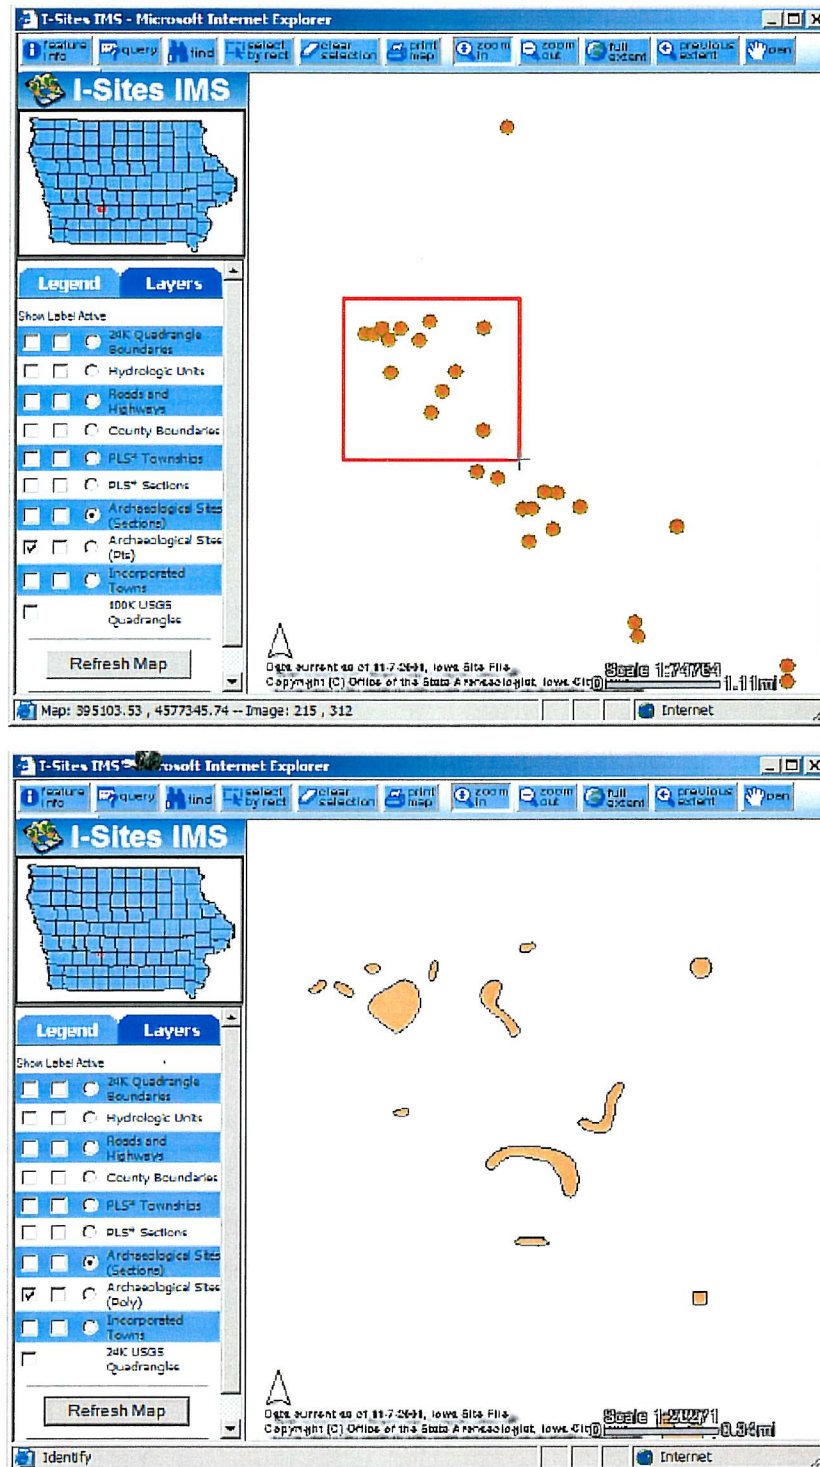 I-Sites IMS - Microsoft Internet Explorer
feature info query find select by rect clear selection print map zoom in zoom out full extent previous extent pan
I-Sites IMS
Legend Layers
Show Label Active
24K Quadrangle Boundaries
Hydrologic Units
Roads and Highways
County Boundaries
PLS* Townships
PLS* Sections
Archaeological Sites (Sections)
Archaeological Sites (Pts)
Incorporated Towns
100K USGS Quadrangles
Refresh Map
Data current as of 11-7-2001, Iowa Site File
Copyright (C) Office of the State Archaeologist, Iowa
0 1.11mi
Map: 395103.53 , 4577345.74 -- Image: 215 , 312
Internet
I-Sites IMS Microsoft Internet Explorer
feature info query find select by rect clear selection print map zoom in zoom out full extent previous extent pan
I-Sites IMS
Legend Layers
Show Label Active
24K Quadrangle Boundaries
Hydrologic Units
Roads and Highways
County Boundaries
PLS* Townships
PLS* Sections
Archaeological Sites (Sections)
Archaeological Sites (Poly)
Incorporated Towns
24K USGS Quadrangles
Refresh Map
Data current as of 11-7-2001, Iowa Site File
Copyright (C) Office of the State Archaeologist, Iowa
0
Identify
Internet